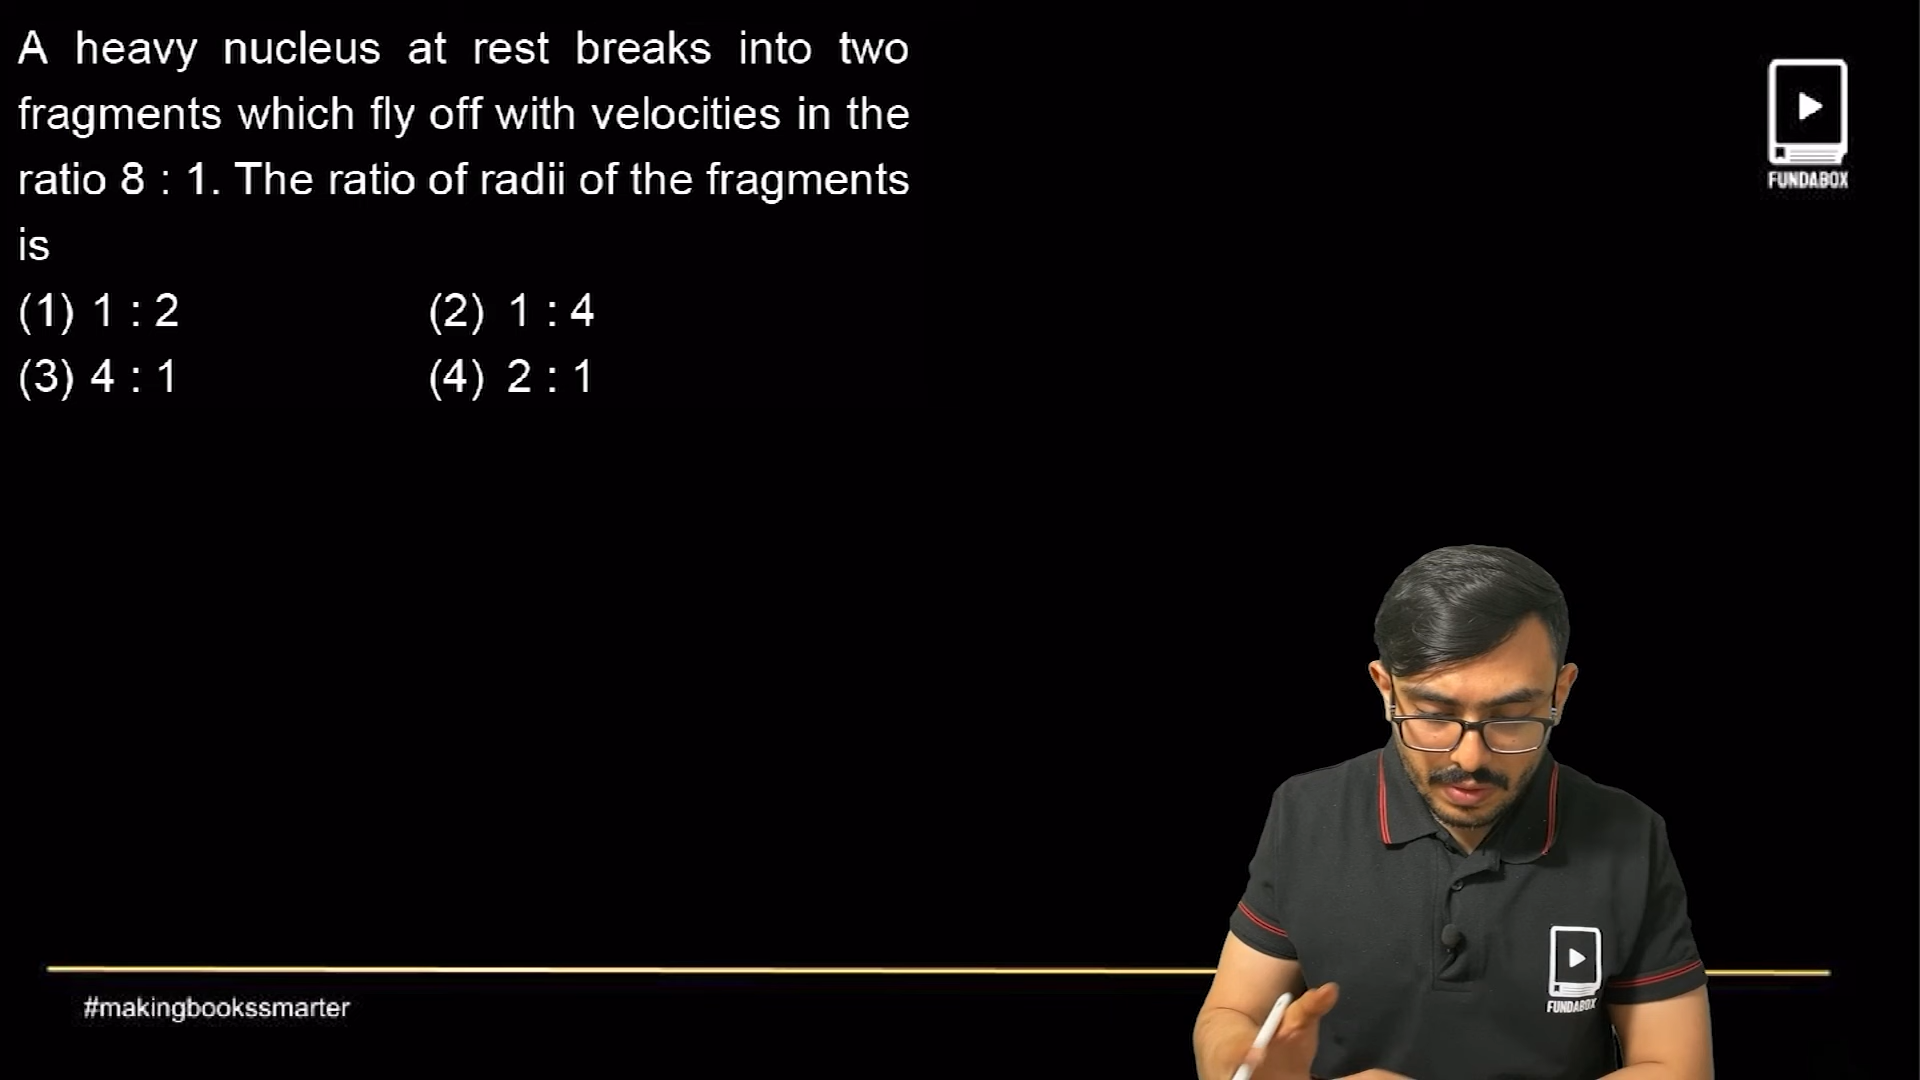 A heavy nucleus at rest breaks into two
fragments which fly off with velocities in the
ratio 8 : 1. The ratio of radii of the fragments
is
(1) 1 : 2 (2) 1 : 4
(3) 4 : 1 (4) 2 : 1
FUNDABOX
FUNDABOX
#makingbookssmarter